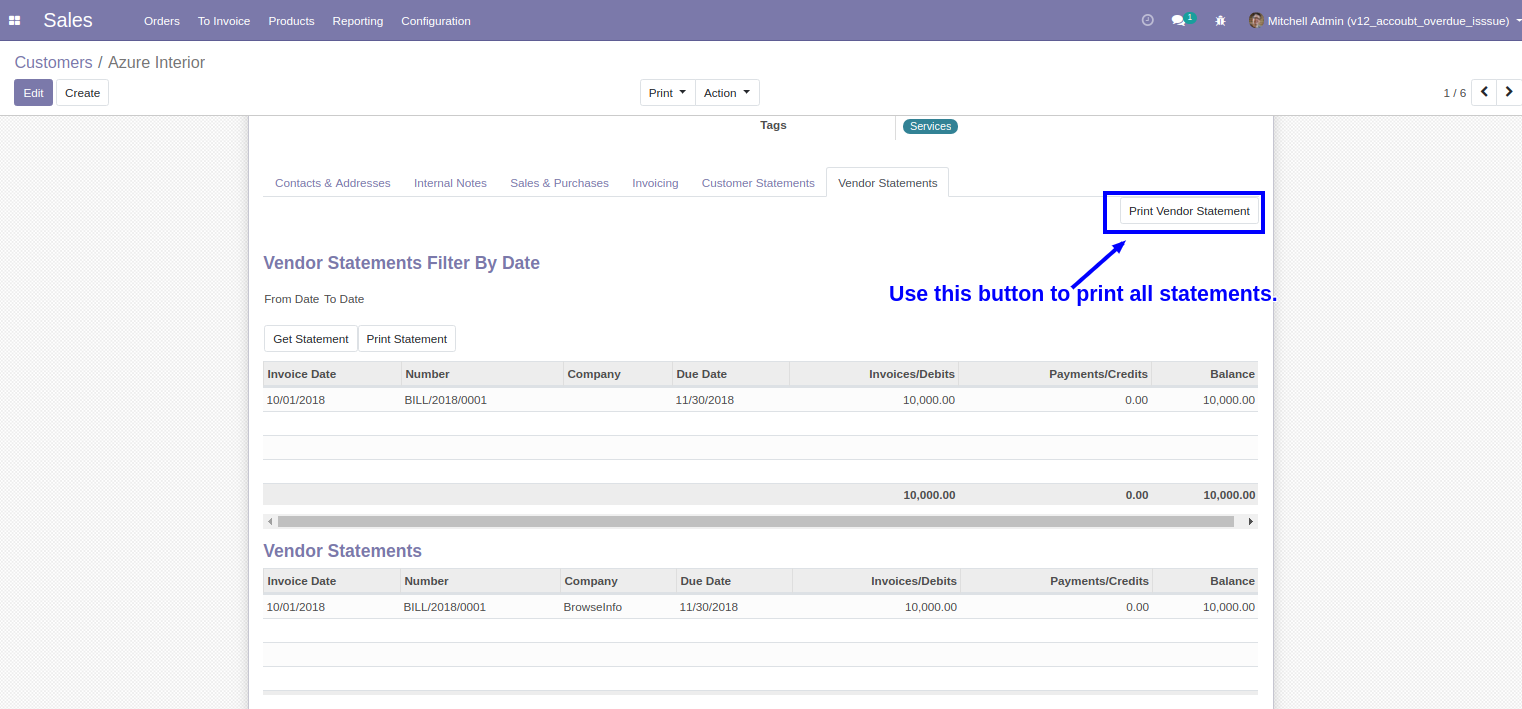 Sales Orders To Invoice Products Reporting Configuration 1 Mitchell Admin (v12_accoubt_overdue_isssue)
Customers / Azure Interior
Edit Create Print Action 1 / 6
Tags Services
Contacts & Addresses Internal Notes Sales & Purchases Invoicing Customer Statements Vendor Statements
Print Vendor Statement
Vendor Statements Filter By Date
Use this button to print all statements.
From Date To Date
Get Statement Print Statement
Invoice Date Number Company Due Date Invoices/Debits Payments/Credits Balance
10/01/2018 BILL/2018/0001 11/30/2018 10,000.00 0.00 10,000.00
10,000.00 0.00 10,000.00
Vendor Statements
Invoice Date Number Company Due Date Invoices/Debits Payments/Credits Balance
10/01/2018 BILL/2018/0001 BrowseInfo 11/30/2018 10,000.00 0.00 10,000.00